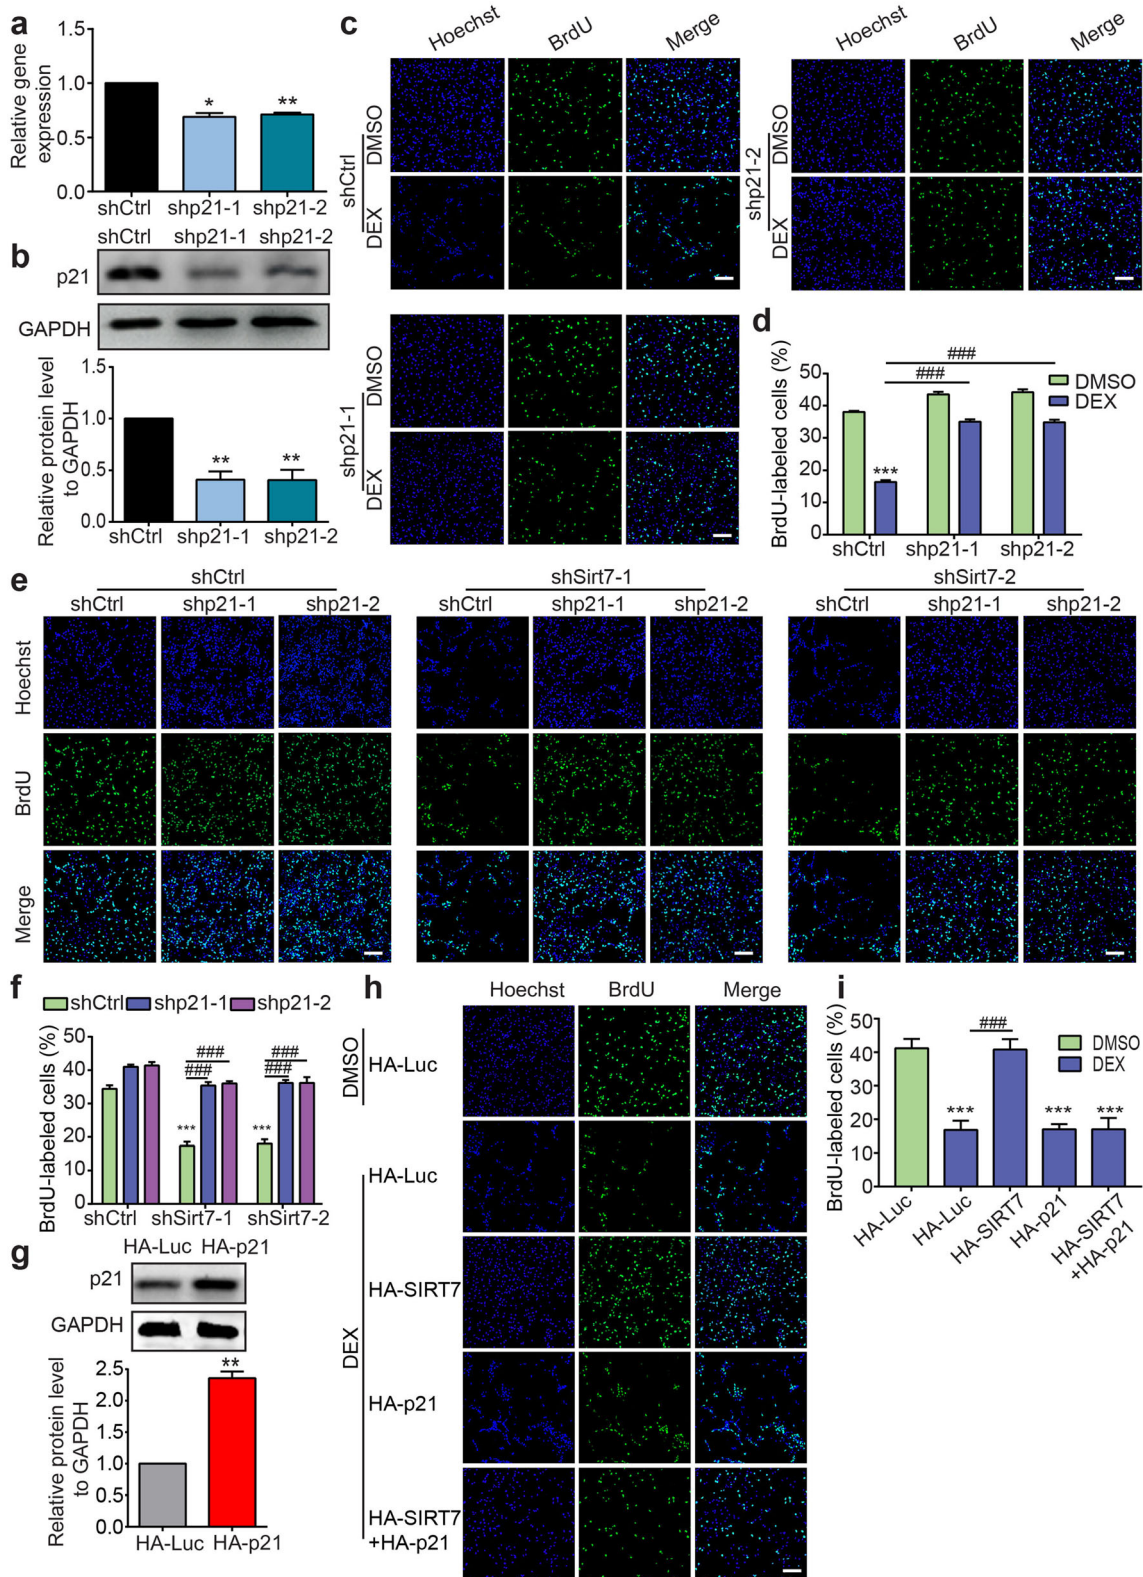 a
Relative gene
expression
1.5
1.0
0.5
0.0
*
**
shCtrl
shp21-1
shp21-2
b
shCtrl shp21-1 shp21-2
p21
GAPDH
Relative protein level
to GAPDH
1.5
1.0
0.5
0.0
**
**
shCtrl shp21-1 shp21-2
c
Hoechst BrdU Merge
shCtrl
DMSO
DEX
Hoechst BrdU Merge
shp21-2
DMSO
DEX
shp21-1
DMSO
DEX
d
BrdU-labeled cells (%)
50
40
30
20
10
0
###
###
***
DMSO
DEX
shCtrl shp21-1 shp21-2
e
shCtrl
shCtrl shp21-1 shp21-2
shSirt7-1
shCtrl shp21-1 shp21-2
shSirt7-2
shCtrl shp21-1 shp21-2
Hoechst
BrdU
Merge
f
shCtrl shp21-1 shp21-2
BrdU-labeled cells (%)
50
40
30
20
10
0
###
###
###
###
***
***
shCtrl shSirt7-1 shSirt7-2
g
HA-Luc HA-p21
p21
GAPDH
Relative protein level
to GAPDH
2.5
2.0
1.5
1.0
0.5
0.0
**
HA-Luc HA-p21
h
Hoechst BrdU Merge
DMSO
HA-Luc
DEX
HA-Luc
HA-SIRT7
HA-p21
HA-SIRT7
+HA-p21
i
BrdU-labeled cells (%)
50
40
30
20
10
0
###
***
***
***
DMSO
DEX
HA-Luc
HA-Luc
HA-SIRT7
HA-p21
HA-SIRT7
+HA-p21